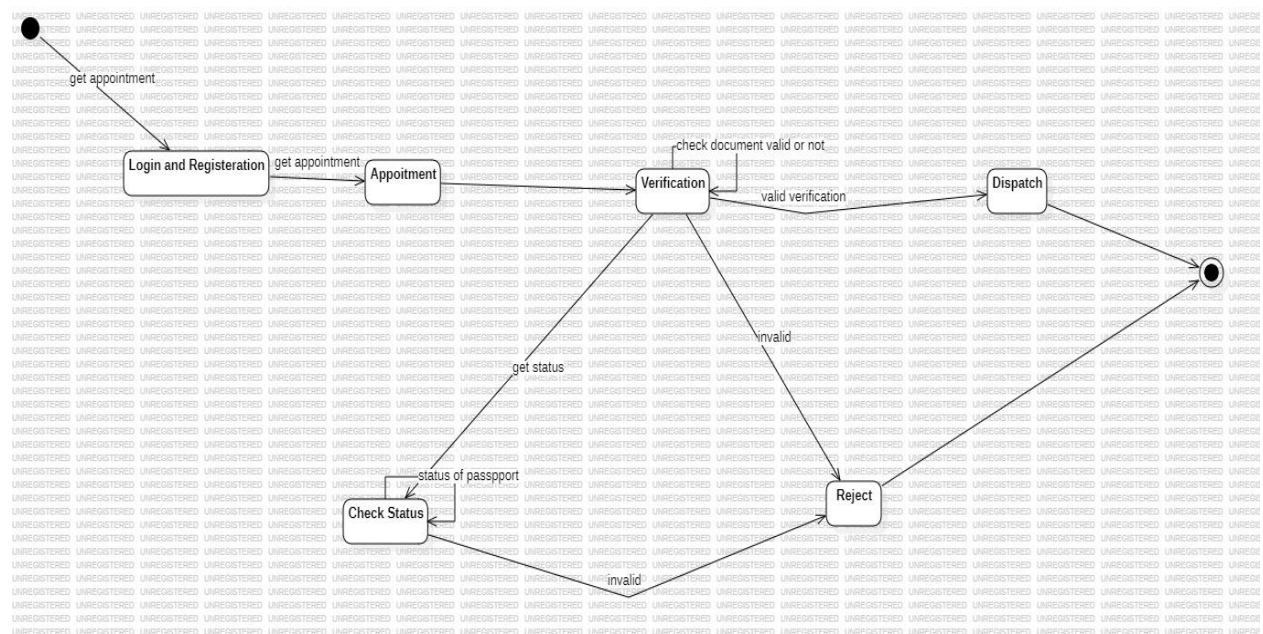 get appointment
Login and Registeration
get appointment
Appoitment
check document valid or not
Verification
valid verification
Dispatch
invalid
get status
status of passpport
Check Status
Reject
invalid
UNREGISTERED